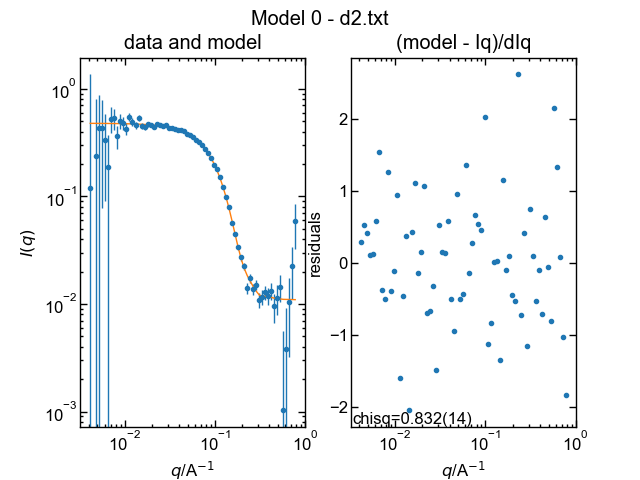 Model 0 - d2.txt
data and model
(model - Iq)/dIq
10⁰
10⁻¹
10⁻²
10⁻³
I(q)
10⁻²
10⁻¹
10⁰
q/A⁻¹
2
1
0
−1
−2
residuals
chisq=0.832(14)
10⁻²
10⁻¹
10⁰
q/A⁻¹